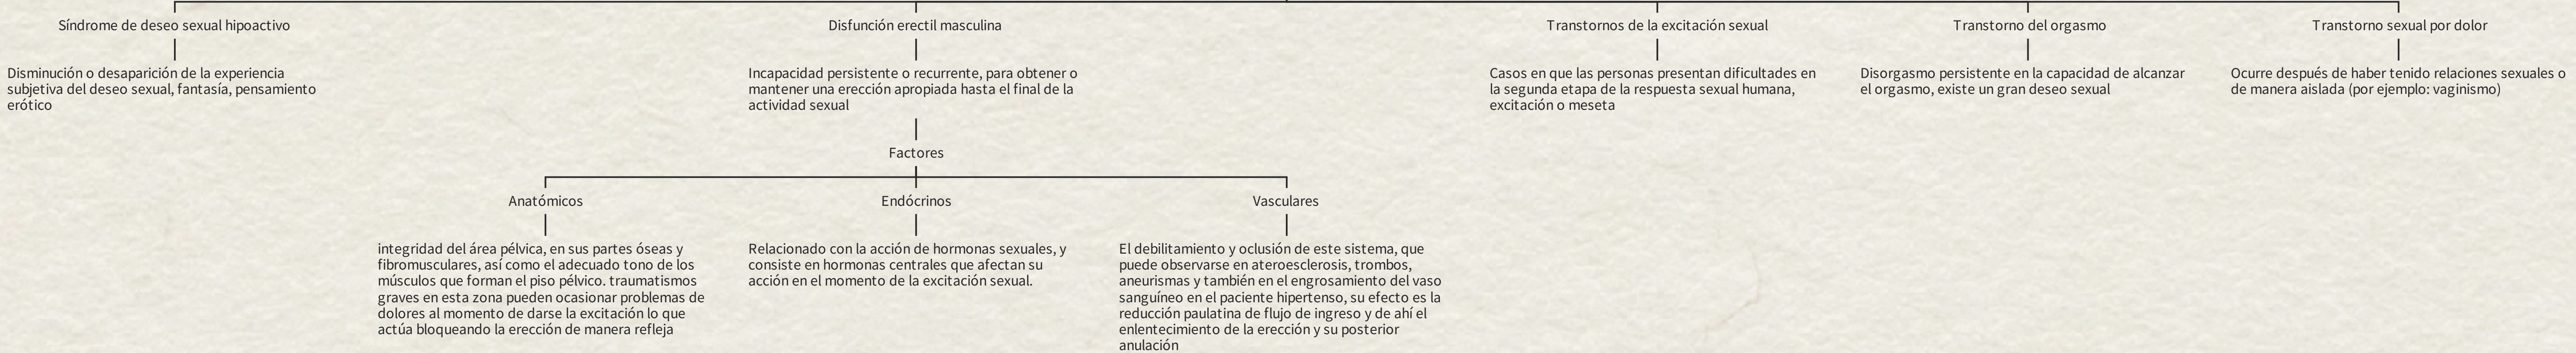 Síndrome de deseo sexual hipoactivo
Disminución o desaparición de la experiencia
subjetiva del deseo sexual, fantasía, pensamiento
erótico
Disfunción erectil masculina
Incapacidad persistente o recurrente, para obtener o
mantener una erección apropiada hasta el final de la
actividad sexual
Factores
Anatómicos
integridad del área pélvica, en sus partes óseas y
fibromusculares, así como el adecuado tono de los
músculos que forman el piso pélvico. traumatismos
graves en esta zona pueden ocasionar problemas de
dolores al momento de darse la excitación lo que
actúa bloqueando la erección de manera refleja
Endócrinos
Relacionado con la acción de hormonas sexuales, y
consiste en hormonas centrales que afectan su
acción en el momento de la excitación sexual.
Vasculares
El debilitamiento y oclusión de este sistema, que
puede observarse en ateroesclerosis, trombos,
aneurismas y también en el engrosamiento del vaso
sanguíneo en el paciente hipertenso, su efecto es la
reducción paulatina de flujo de ingreso y de ahí el
enlentecimiento de la erección y su posterior
anulación
Transtornos de la excitación sexual
Casos en que las personas presentan dificultades en
la segunda etapa de la respuesta sexual humana,
excitación o meseta
Transtorno del orgasmo
Disorgasmo persistente en la capacidad de alcanzar
el orgasmo, existe un gran deseo sexual
Transtorno sexual por dolor
Ocurre después de haber tenido relaciones sexuales o
de manera aislada (por ejemplo: vaginismo)